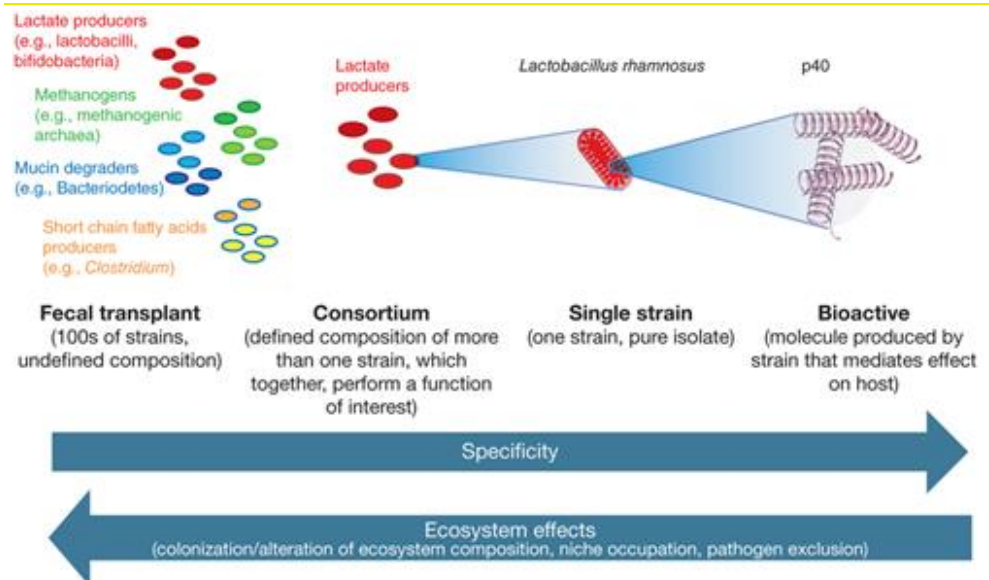 Lactate producers
(e.g., lactobacilli,
bifidobacteria)
Methanogens
(e.g., methanogenic
archaea)
Mucin degraders
(e.g., Bacteriodetes)
Short chain fatty acids
producers
(e.g., Clostridium)
Lactate
producers
Lactobacillus rhamnosus
p40
Fecal transplant
(100s of strains,
undefined composition)
Consortium
(defined composition of more
than one strain, which
together, perform a function
of interest)
Single strain
(one strain, pure isolate)
Bioactive
(molecule produced by
strain that mediates effect
on host)
Specificity
Ecosystem effects
(colonization/alteration of ecosystem composition, niche occupation, pathogen exclusion)